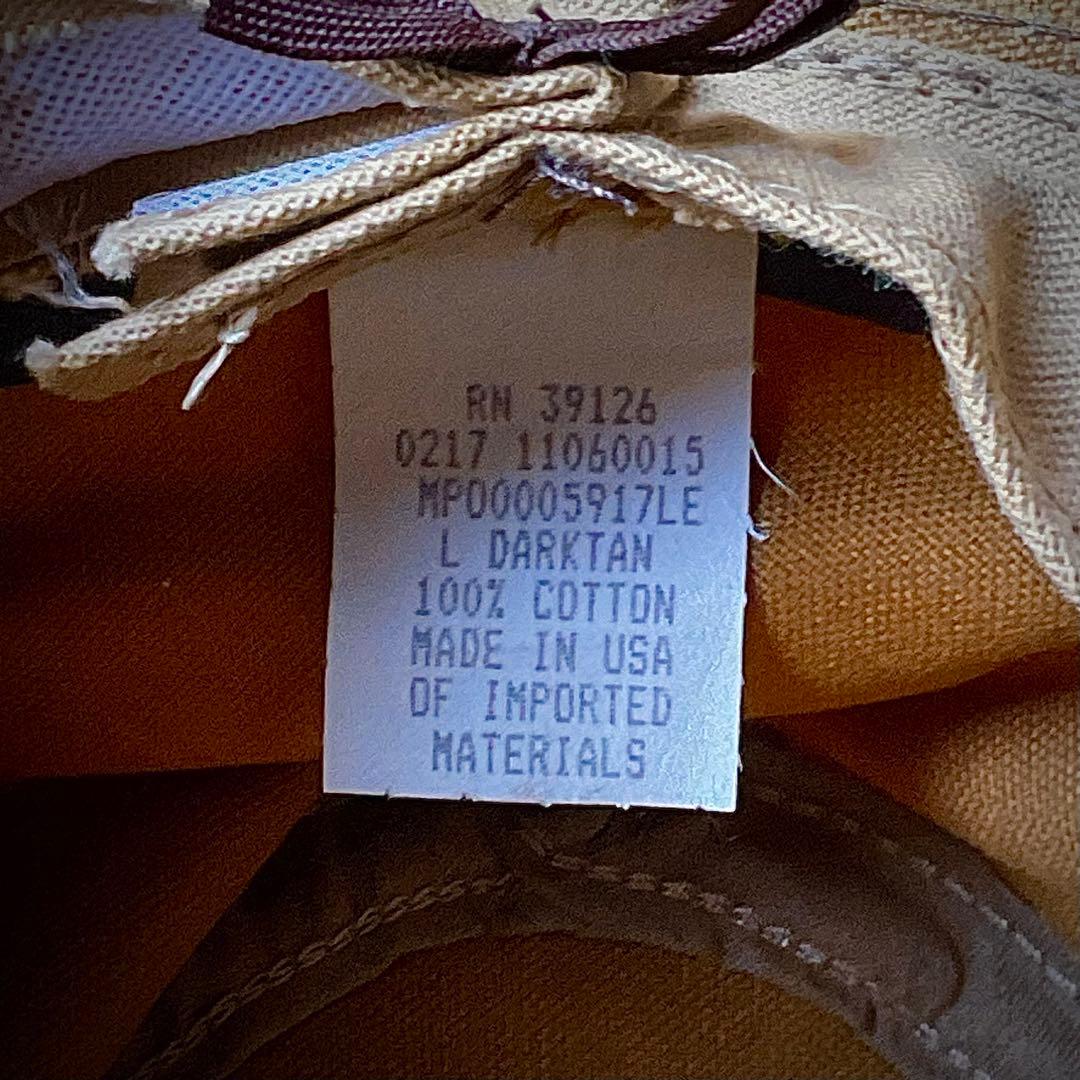 RN 39126
0217 11060015
MP00005917LE
L DARKTAN
100% COTTON
MADE IN USA
OF IMPORTED
MATERIALS